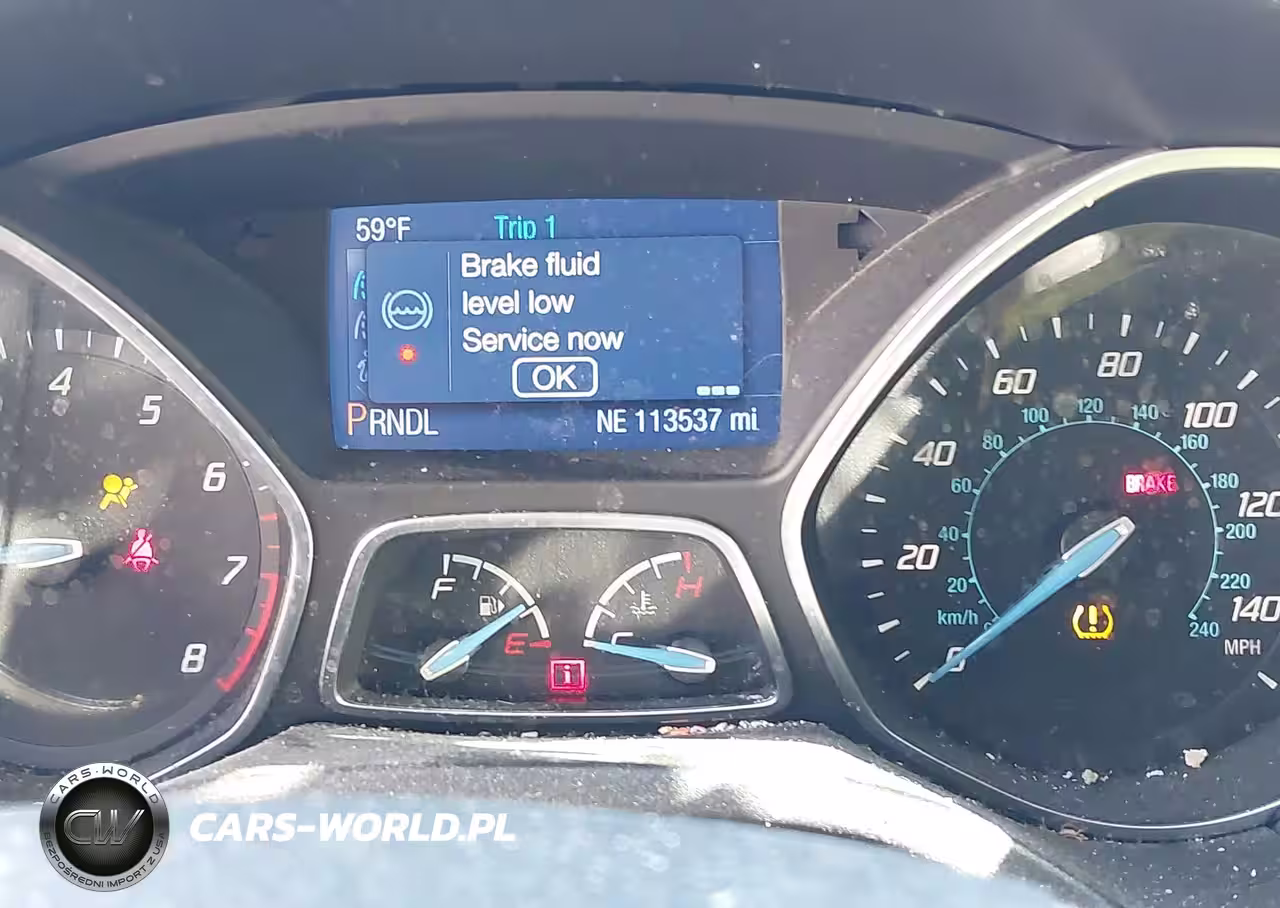 59°F Trip 1
Brake fluid
level low
Service now
OK
PRNDL NE 113537 mi
4
5
6
7
8
F
E
C
H
i
BRAKE
0
20
40
60
80
100
120
140
MPH
km/h
20
40
60
80
100
120
140
160
180
200
220
240
CARS-WORLD
CW
BEZPOŚREDNI IMPORT Z USA
CARS-WORLD.PL